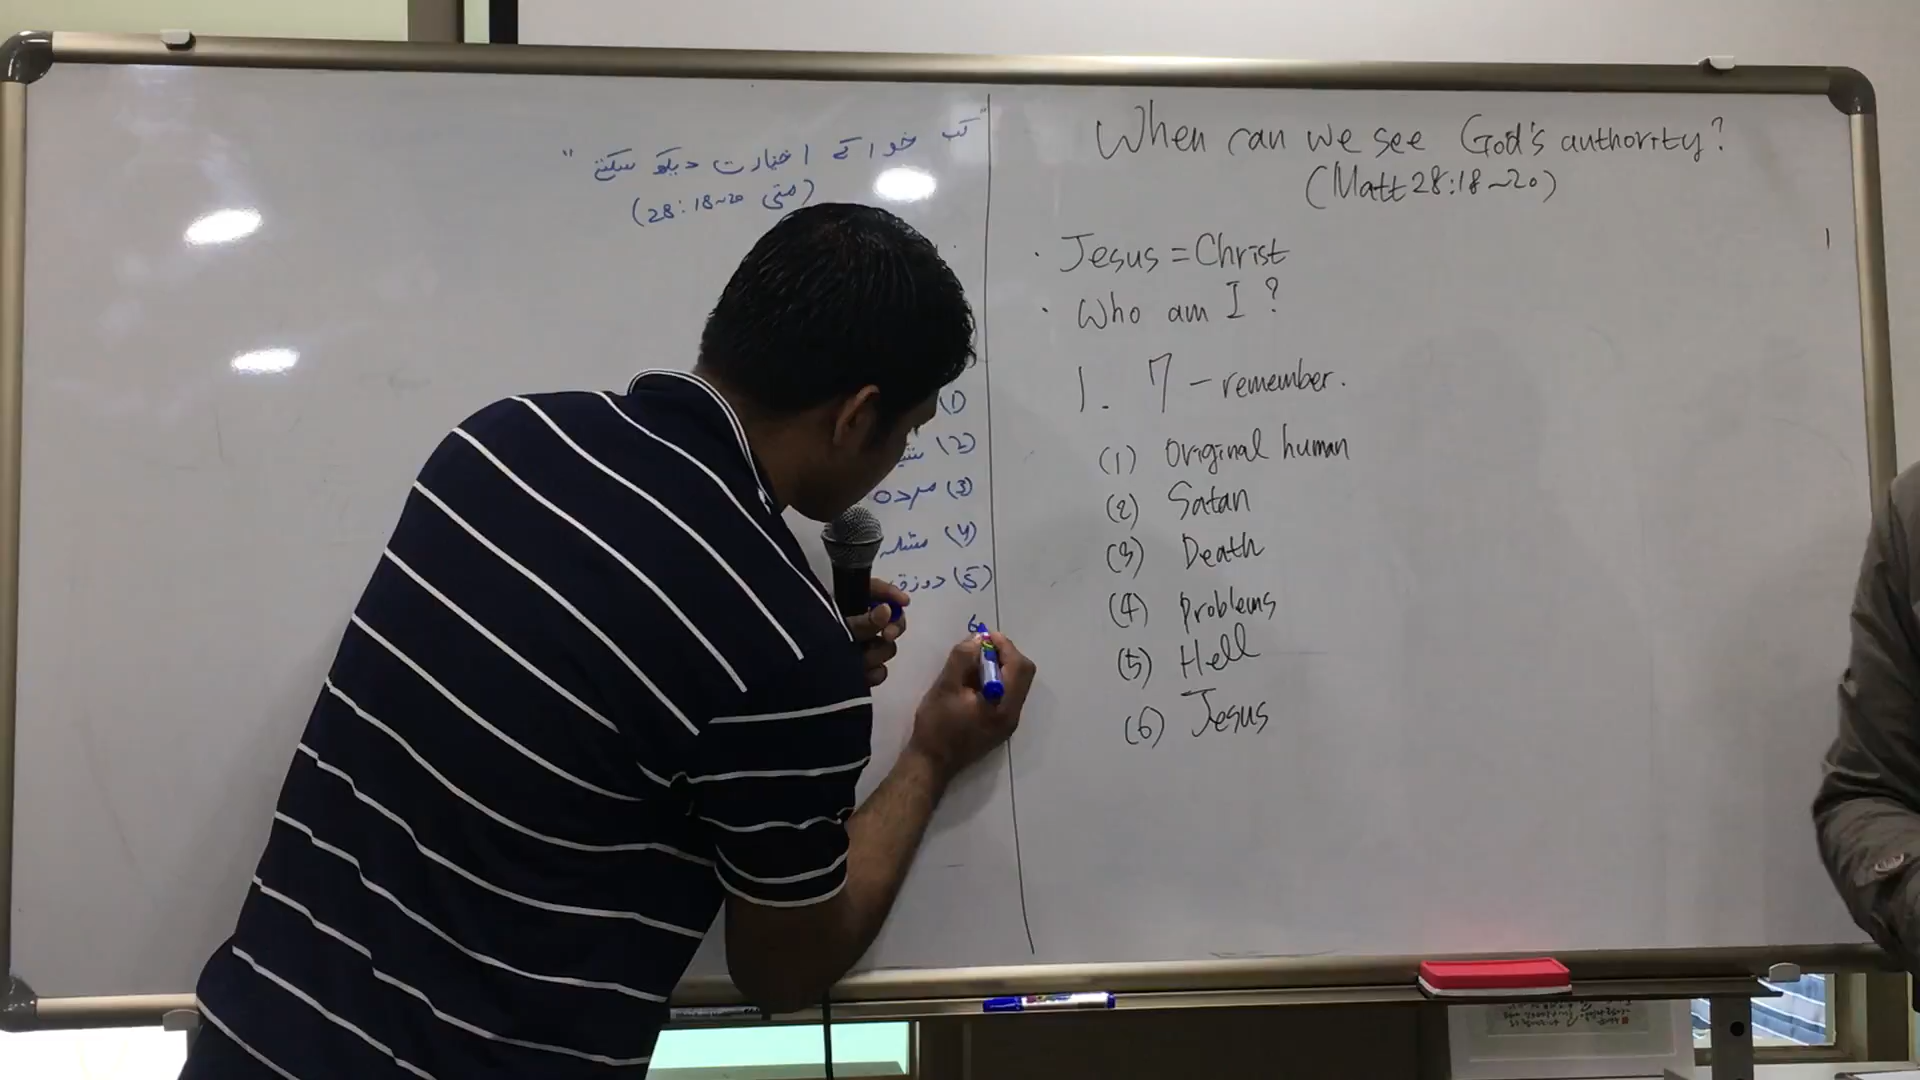 When can we see God's authority?
(Matt 28:18~20)
· Jesus = Christ
· Who am I?
1. 7 - remember.
(1) Original human
(2) Satan
(3) Death
(4) Problems
(5) Hell
(6) Jesus
"کب خدا کے اختیارت دیکھ سکتے"
(متی 28:18~20)
(1)
(2)
(3) مردہ
(4)
(5)
6